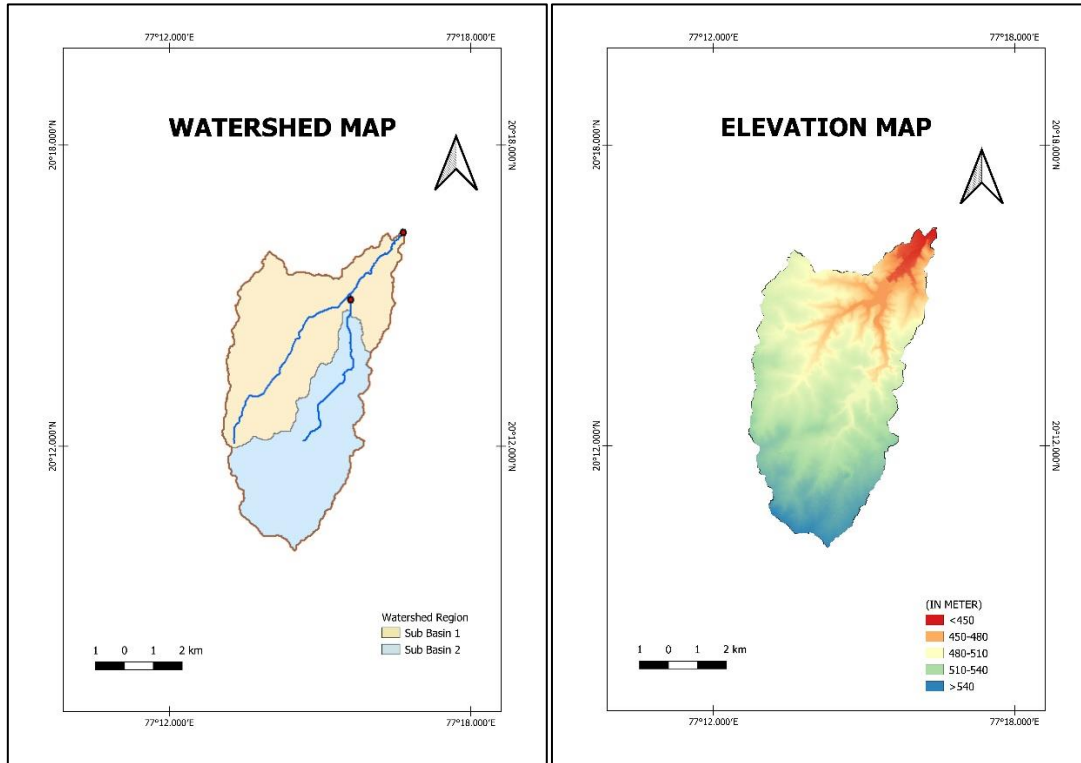 77°12.000'E 77°18.000'E
WATERSHED MAP
20°18.000'N 20°18.000'N
20°12.000'N 20°12.000'N
Watershed Region
Sub Basin 1
Sub Basin 2
1 0 1 2 km
77°12.000'E 77°18.000'E
77°12.000'E 77°18.000'E
ELEVATION MAP
20°18.000'N 20°18.000'N
20°12.000'N 20°12.000'N
(IN METER)
<450
450-480
480-510
510-540
>540
1 0 1 2 km
77°12.000'E 77°18.000'E